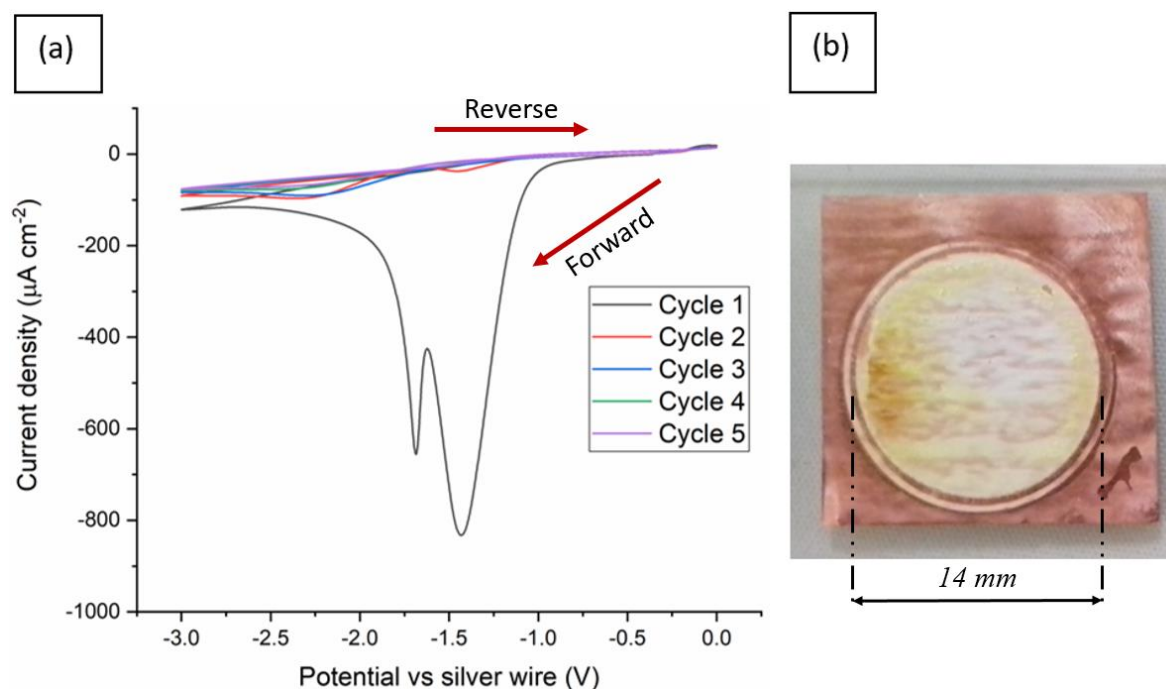 (a)
Reverse
Forward
Current density (μA cm⁻²)
0
-200
-400
-600
-800
-1000
Cycle 1
Cycle 2
Cycle 3
Cycle 4
Cycle 5
-3.0 -2.5 -2.0 -1.5 -1.0 -0.5 0.0
Potential vs silver wire (V)
(b)
14 mm